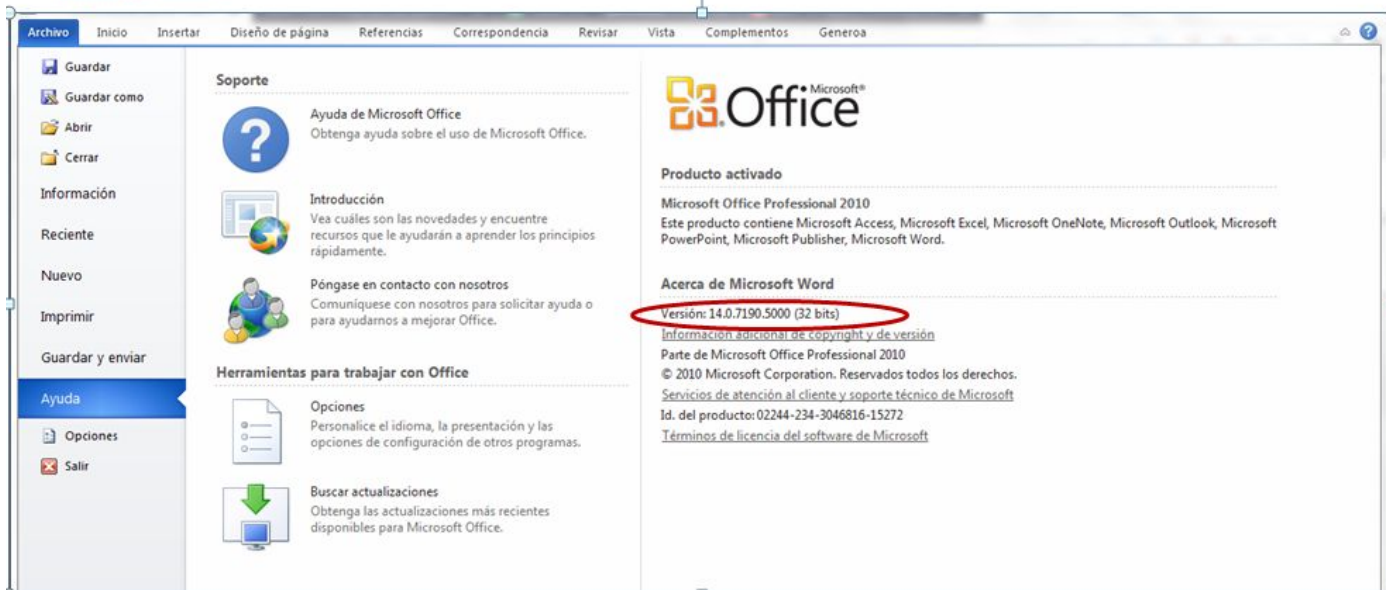 Archivo Inicio Insertar Diseño de página Referencias Correspondencia Revisar Vista Complementos Generoa
Guardar
Guardar como
Abrir
Cerrar
Información
Reciente
Nuevo
Imprimir
Guardar y enviar
Ayuda
Opciones
Salir
Soporte
Ayuda de Microsoft Office
Obtenga ayuda sobre el uso de Microsoft Office.
Introducción
Vea cuáles son las novedades y encuentre
recursos que le ayudarán a aprender los principios
rápidamente.
Póngase en contacto con nosotros
Comuníquese con nosotros para solicitar ayuda o
para ayudarnos a mejorar Office.
Herramientas para trabajar con Office
Opciones
Personalice el idioma, la presentación y las
opciones de configuración de otros programas.
Buscar actualizaciones
Obtenga las actualizaciones más recientes
disponibles para Microsoft Office.
Microsoft®
Office
Producto activado
Microsoft Office Professional 2010
Este producto contiene Microsoft Access, Microsoft Excel, Microsoft OneNote, Microsoft Outlook, Microsoft
PowerPoint, Microsoft Publisher, Microsoft Word.
Acerca de Microsoft Word
Versión: 14.0.7190.5000 (32 bits)
Información adicional de copyright y de versión
Parte de Microsoft Office Professional 2010
© 2010 Microsoft Corporation. Reservados todos los derechos.
Servicios de atención al cliente y soporte técnico de Microsoft
Id. del producto: 02244-234-3046816-15272
Términos de licencia del software de Microsoft